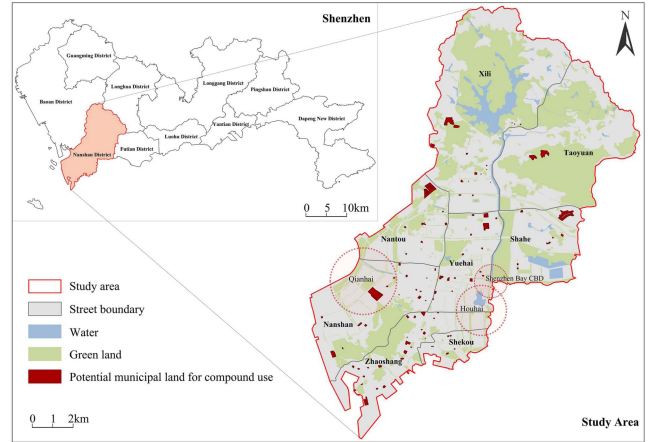 Shenzhen
Guangming District
Longhua District
Baoan District
Longgang District
Pingshan District
Dapeng New District
Yantian District
Luohu District
Futian District
Nanshan District
0 5 10km
N
Xili
Taoyuan
Nantou
Shahe
Yuehai
Qianhai
Shenzhen Bay CBD
Houhai
Nanshan
Shekou
Zhaoshang
Study area
Street boundary
Water
Green land
Potential municipal land for compound use
0 1 2km
Study Area